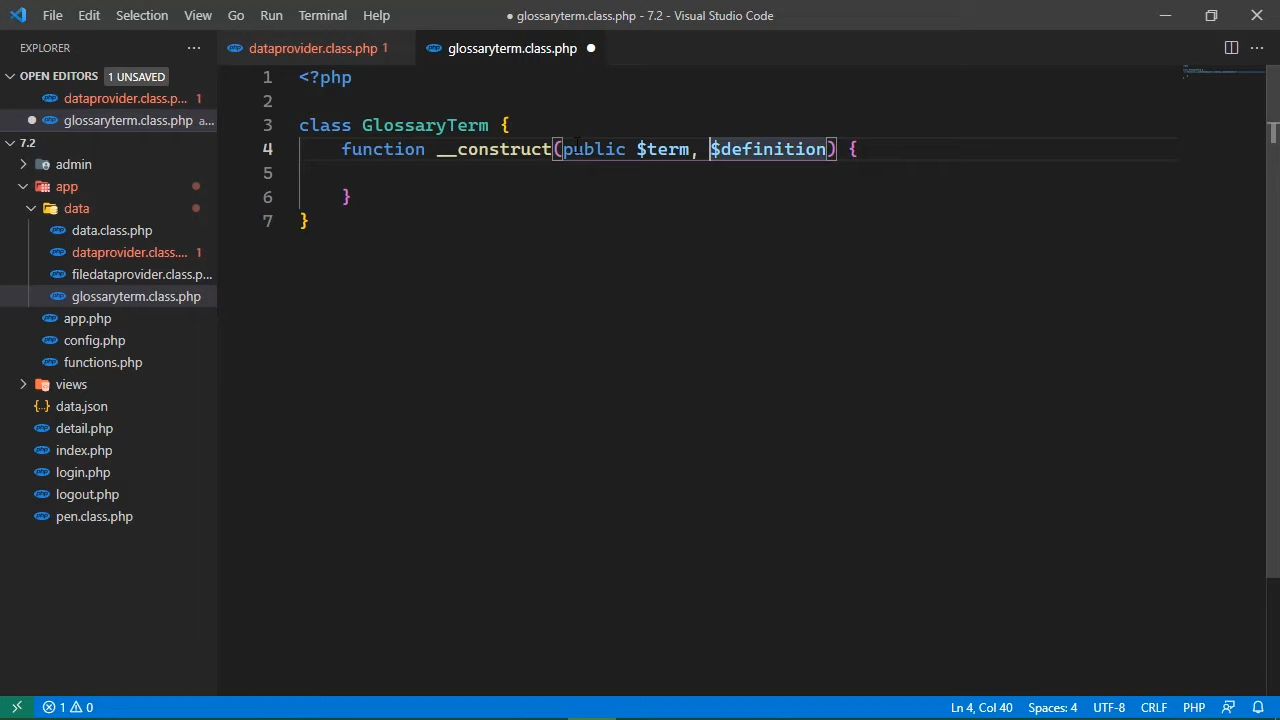 File Edit Selection View Go Run Terminal Help
● glossaryterm.class.php - 7.2 - Visual Studio Code
EXPLORER
OPEN EDITORS 1 UNSAVED
dataprovider.class.p... 1
glossaryterm.class.php a...
7.2
admin
app
data
data.class.php
dataprovider.class.... 1
filedataprovider.class.p...
glossaryterm.class.php
app.php
config.php
functions.php
views
data.json
detail.php
index.php
login.php
logout.php
pen.class.php
dataprovider.class.php 1
glossaryterm.class.php
1 <?php
2
3 class GlossaryTerm {
4 function __construct(public $term, $definition) {
5
6 }
7 }
1 0
Ln 4, Col 40 Spaces: 4 UTF-8 CRLF PHP